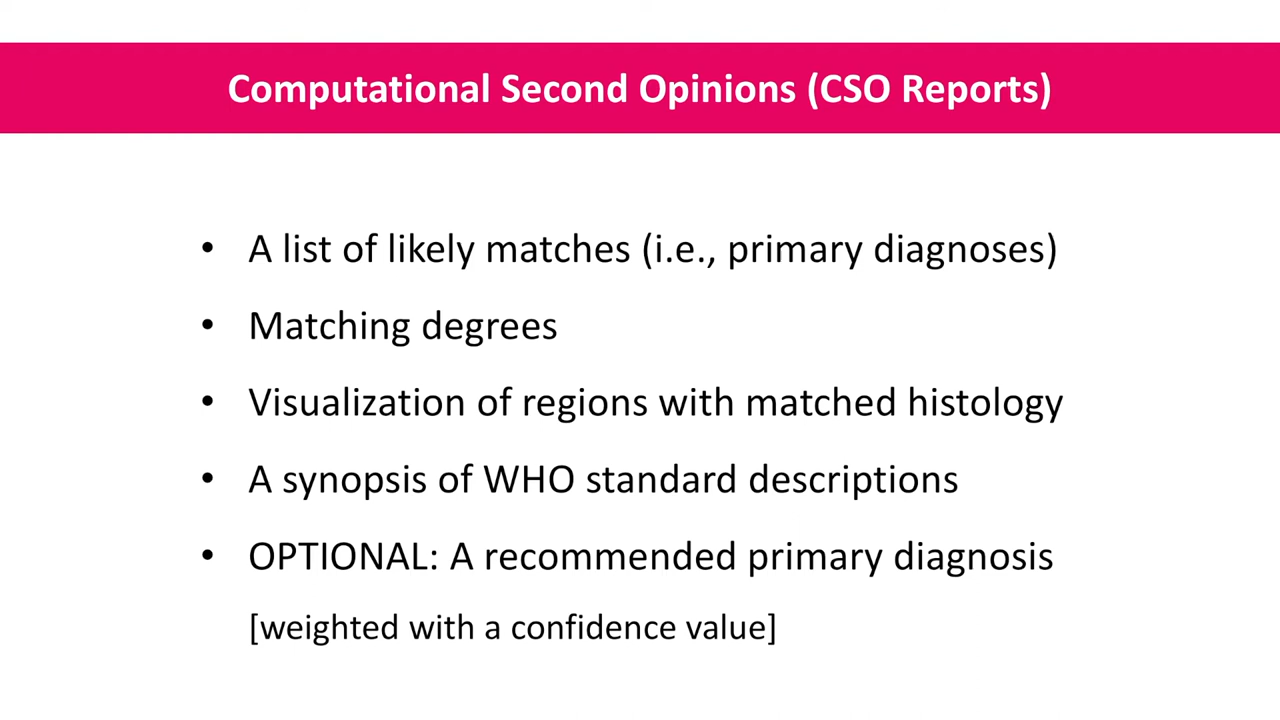 Computational Second Opinions (CSO Reports)
• A list of likely matches (i.e., primary diagnoses)
• Matching degrees
• Visualization of regions with matched histology
• A synopsis of WHO standard descriptions
• OPTIONAL: A recommended primary diagnosis
[weighted with a confidence value]